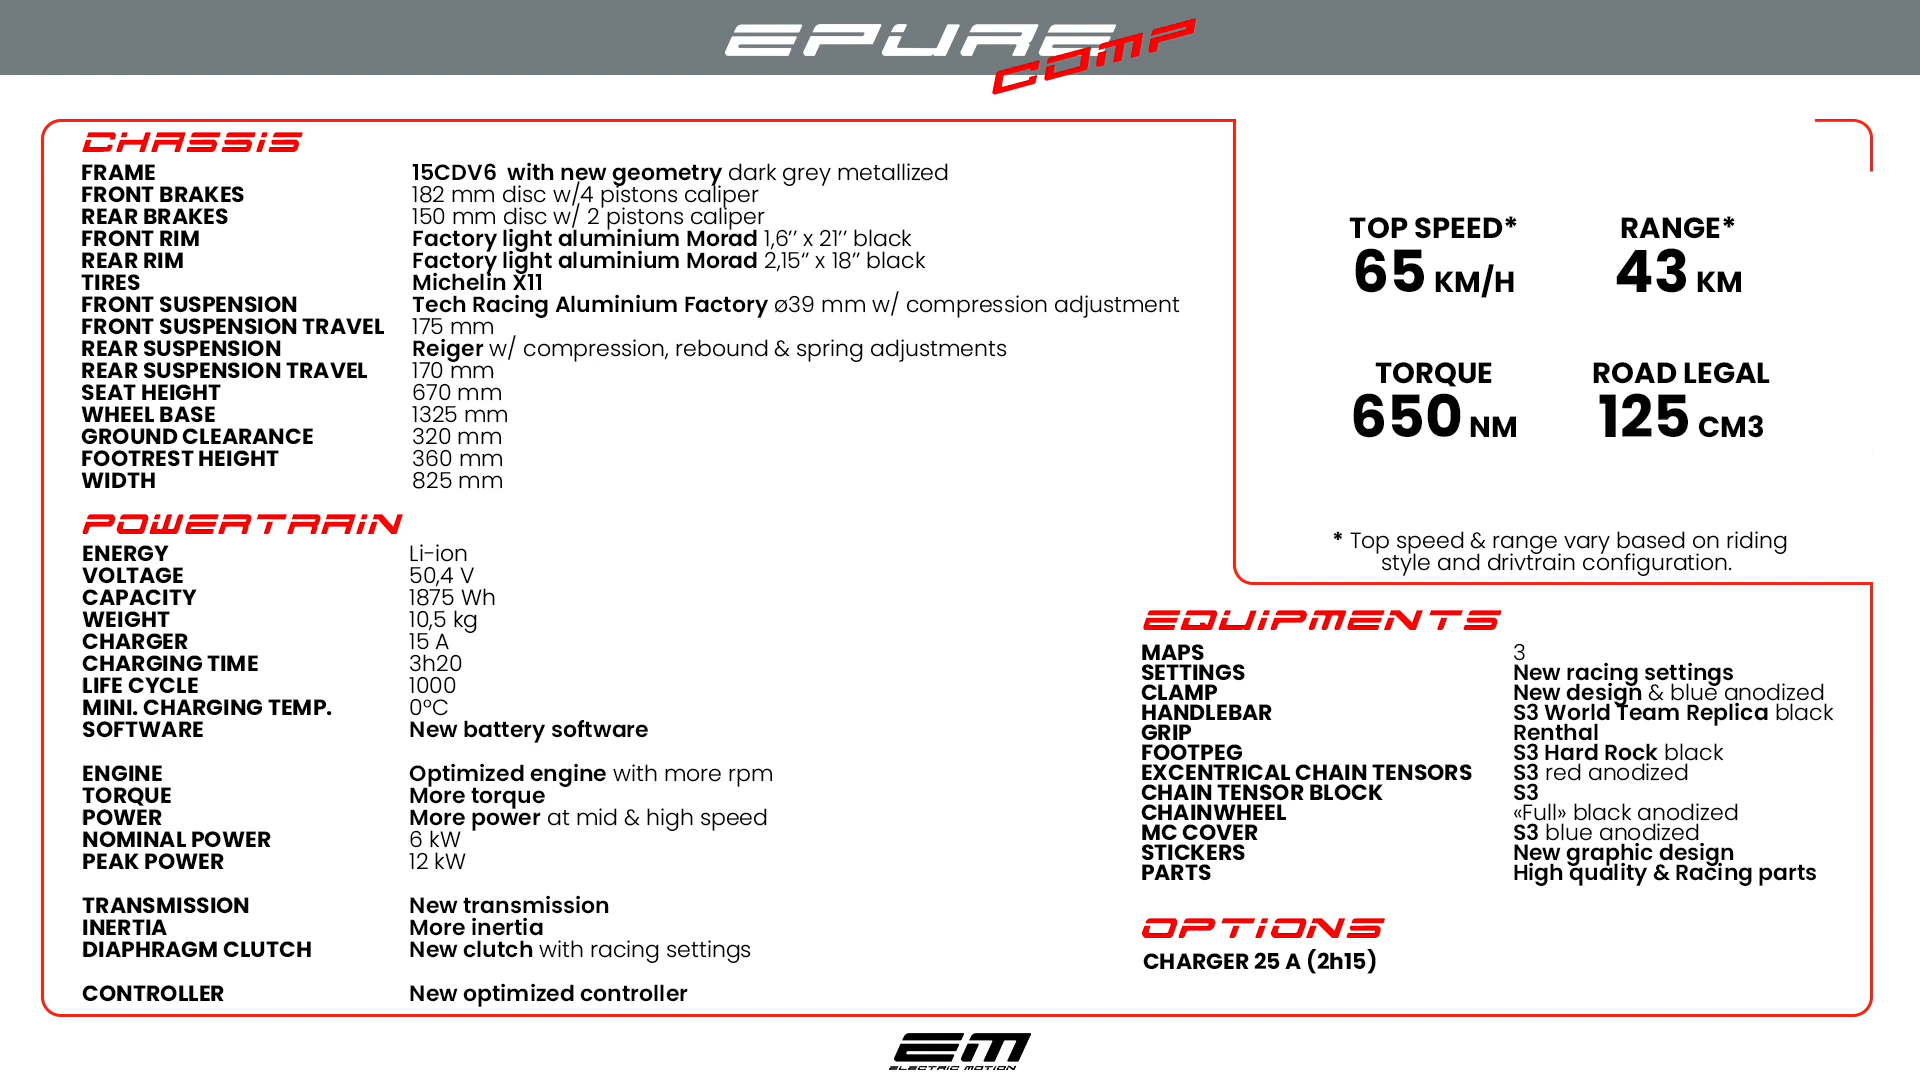 EPURE COMP
CHASSIS
FRAME 15CDV6 with new geometry dark grey metallized
FRONT BRAKES 182 mm disc w/4 pistons caliper
REAR BRAKES 150 mm disc w/ 2 pistons caliper
FRONT RIM Factory light aluminium Morad 1,6’’ x 21’’ black
REAR RIM Factory light aluminium Morad 2,15’’ x 18’’ black
TIRES Michelin X11
FRONT SUSPENSION Tech Racing Aluminium Factory ø39 mm w/ compression adjustment
FRONT SUSPENSION TRAVEL 175 mm
REAR SUSPENSION Reiger w/ compression, rebound & spring adjustments
REAR SUSPENSION TRAVEL 170 mm
SEAT HEIGHT 670 mm
WHEEL BASE 1325 mm
GROUND CLEARANCE 320 mm
FOOTREST HEIGHT 360 mm
WIDTH 825 mm
POWERTRAIN
ENERGY Li-ion
VOLTAGE 50,4 V
CAPACITY 1875 Wh
WEIGHT 10,5 kg
CHARGER 15 A
CHARGING TIME 3h20
LIFE CYCLE 1000
MINI. CHARGING TEMP. 0°C
SOFTWARE New battery software
ENGINE Optimized engine with more rpm
TORQUE More torque
POWER More power at mid & high speed
NOMINAL POWER 6 kW
PEAK POWER 12 kW
TRANSMISSION New transmission
INERTIA More inertia
DIAPHRAGM CLUTCH New clutch with racing settings
CONTROLLER New optimized controller
TOP SPEED* RANGE*
65 KM/H 43 KM
TORQUE ROAD LEGAL
650 NM 125 CM3
* Top speed & range vary based on riding
style and drivtrain configuration.
EQUIPMENTS
MAPS 3
SETTINGS New racing settings
CLAMP New design & blue anodized
HANDLEBAR S3 World Team Replica black
GRIP Renthal
FOOTPEG S3 Hard Rock black
EXCENTRICAL CHAIN TENSORS S3 red anodized
CHAIN TENSOR BLOCK S3
CHAINWHEEL «Full» black anodized
MC COVER S3 blue anodized
STICKERS New graphic design
PARTS High quality & Racing parts
OPTIONS
CHARGER 25 A (2h15)
EM
ELECTRIC MOTION